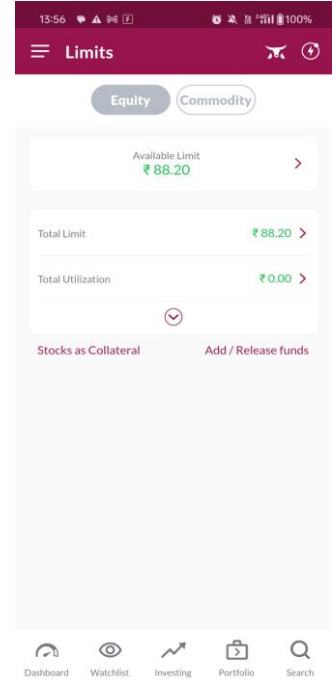 13:56 100%
Limits
Equity Commodity
Available Limit
₹ 88.20
Total Limit ₹ 88.20
Total Utilization ₹ 0.00
Stocks as Collateral Add / Release funds
Dashboard Watchlist Investing Portfolio Search